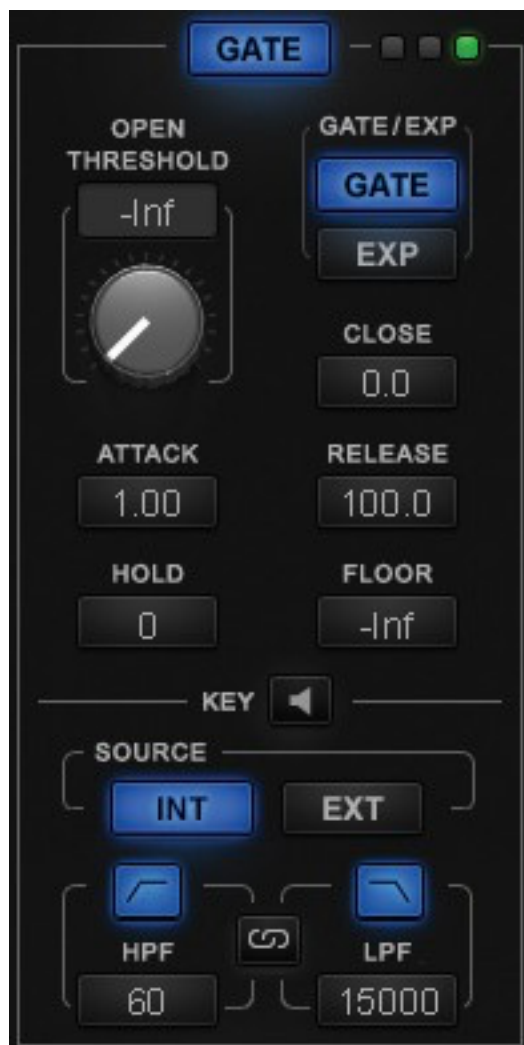 GATE
OPEN
THRESHOLD
-Inf
GATE/EXP
GATE
EXP
CLOSE
0.0
ATTACK
1.00
RELEASE
100.0
HOLD
0
FLOOR
-Inf
KEY
SOURCE
INT
EXT
HPF
60
LPF
15000